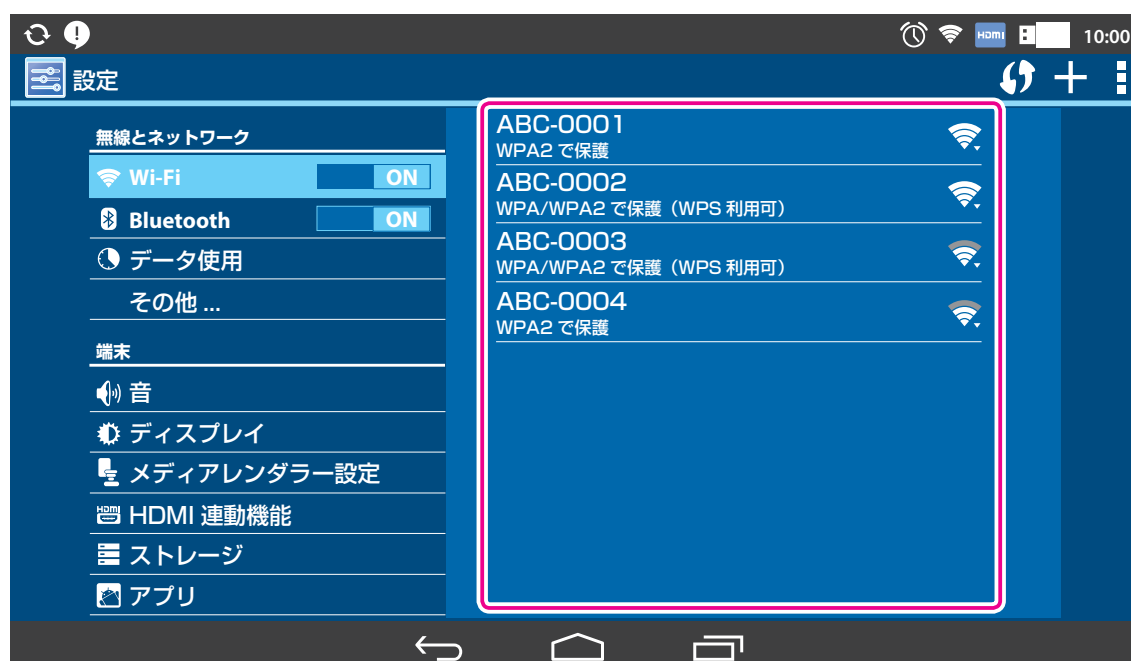 HDMI
10:00
設定
無線とネットワーク
Wi-Fi ON
Bluetooth ON
データ使用
その他 ...
端末
音
ディスプレイ
メディアレンダラー設定
HDMI HDMI 連動機能
ストレージ
アプリ
ABC-0001
WPA2 で保護
ABC-0002
WPA/WPA2 で保護（WPS 利用可）
ABC-0003
WPA/WPA2 で保護（WPS 利用可）
ABC-0004
WPA2 で保護